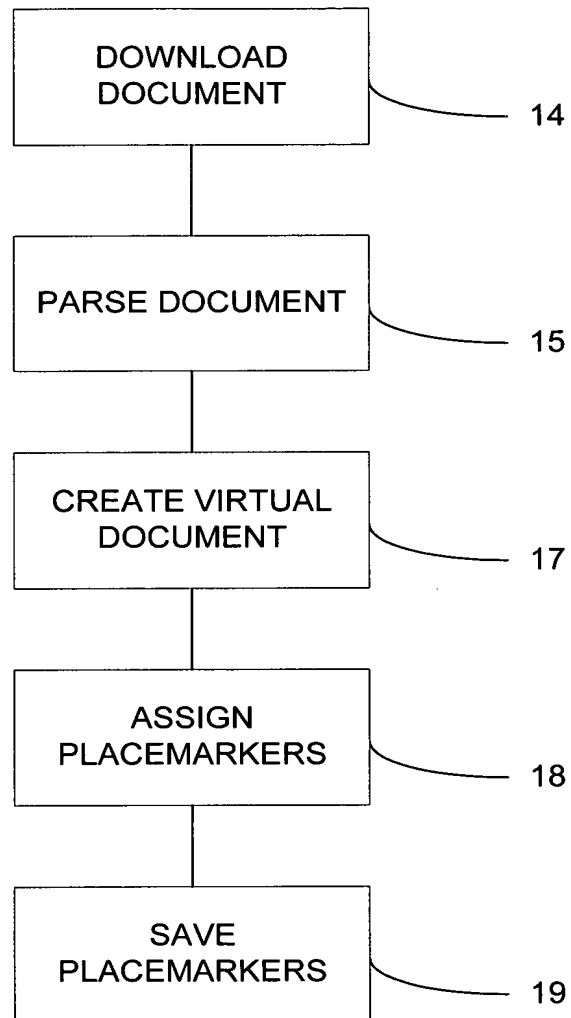 DOWNLOAD
DOCUMENT
14
PARSE DOCUMENT
15
CREATE VIRTUAL
DOCUMENT
17
ASSIGN
PLACEMARKERS
18
SAVE
PLACEMARKERS
19